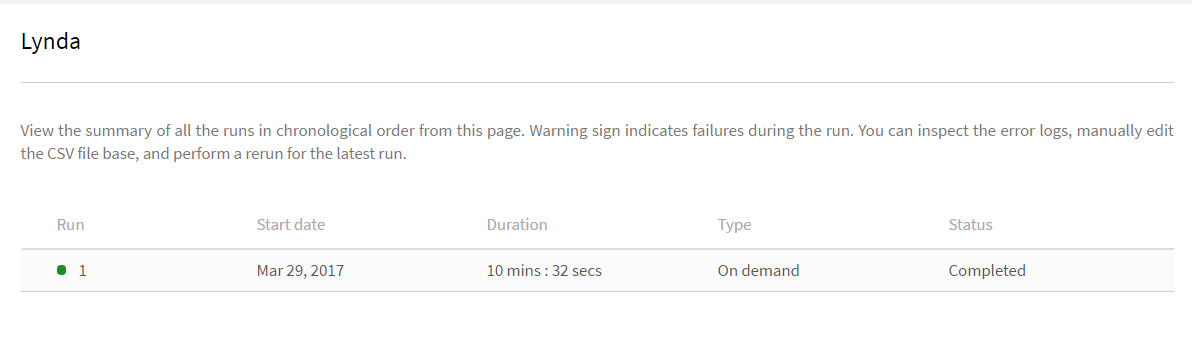 Lynda
View the summary of all the runs in chronological order from this page. Warning sign indicates failures during the run. You can inspect the error logs, manually edit
the CSV file base, and perform a rerun for the latest run.
Run Start date Duration Type Status
1 Mar 29, 2017 10 mins : 32 secs On demand Completed